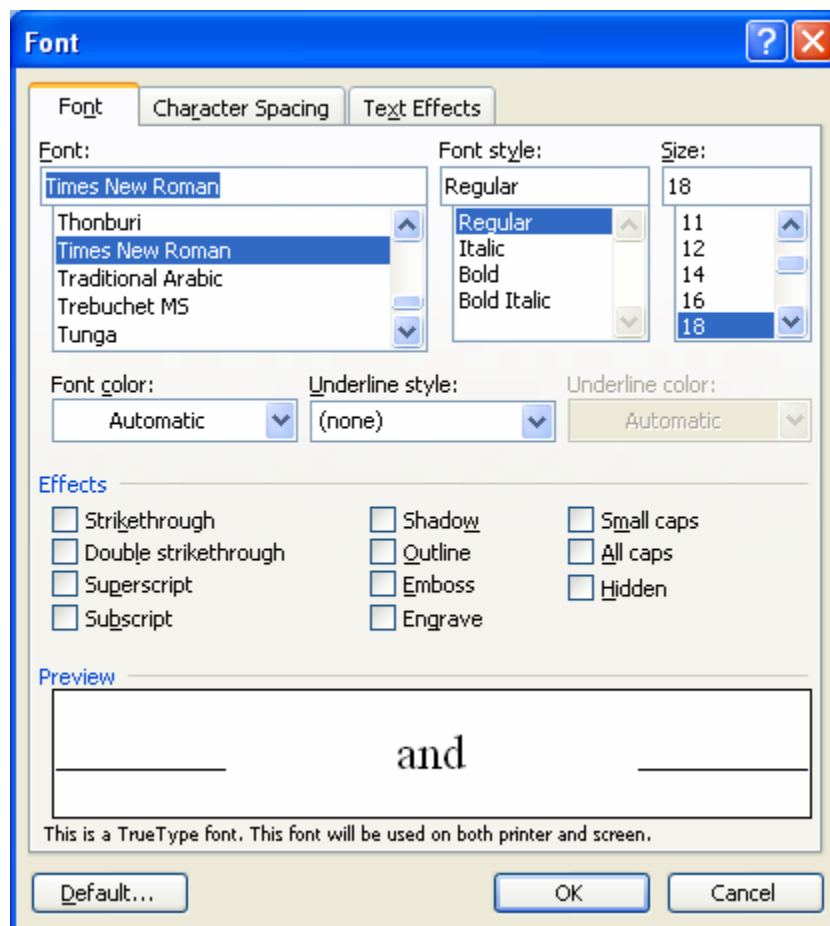 Font
Font Character Spacing Text Effects
Font: Font style: Size:
Times New Roman Regular 18
Thonburi Regular 11
Times New Roman Italic 12
Traditional Arabic Bold 14
Trebuchet MS Bold Italic 16
Tunga 18
Font color: Underline style: Underline color:
Automatic (none) Automatic
Effects
Strikethrough Shadow Small caps
Double strikethrough Outline All caps
Superscript Emboss Hidden
Subscript Engrave
Preview
and
This is a TrueType font. This font will be used on both printer and screen.
Default... OK Cancel